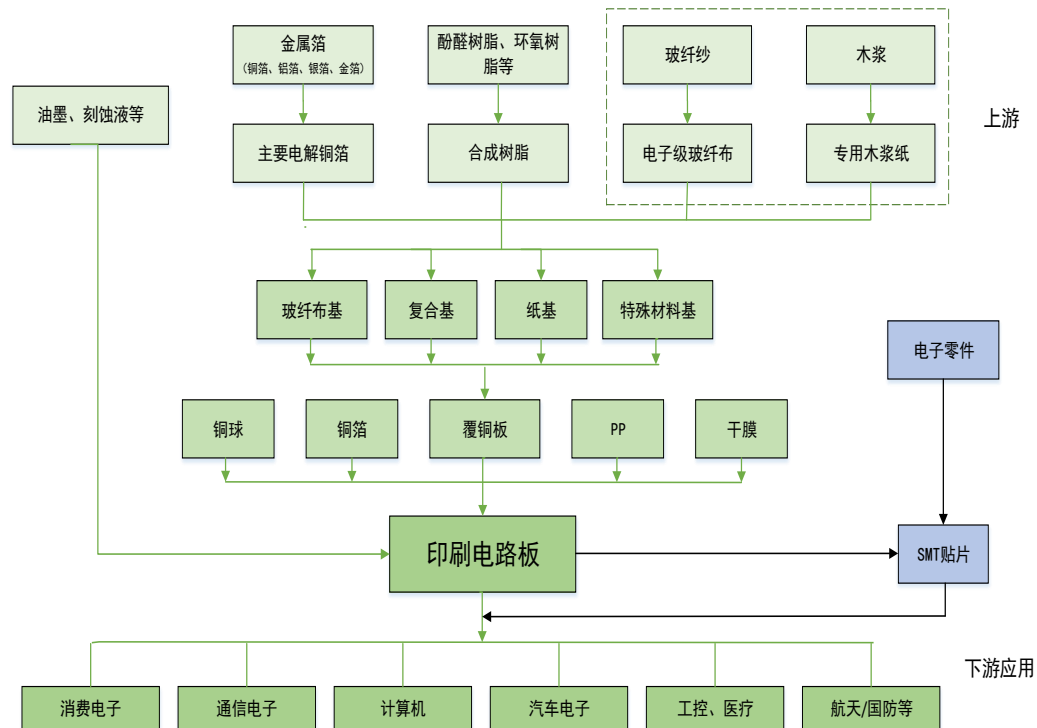 金属箔
（铜箔、铝箔、银箔、金箔）
酚醛树脂、环氧树
脂等
玻纤纱
木浆
油墨、刻蚀液等
上游
主要电解铜箔
合成树脂
电子级玻纤布
专用木浆纸
玻纤布基
复合基
纸基
特殊材料基
电子零件
铜球
铜箔
覆铜板
PP
干膜
印刷电路板
SMT贴片
下游应用
消费电子
通信电子
计算机
汽车电子
工控、医疗
航天/国防等